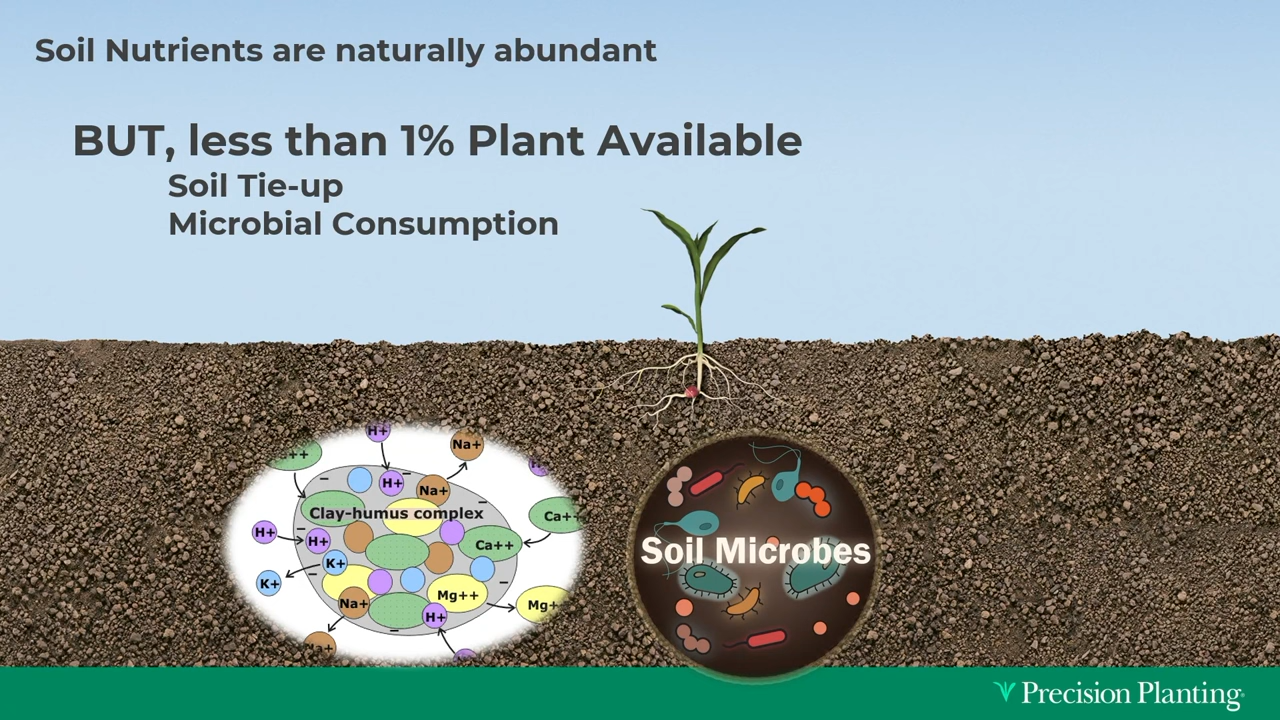 Soil Nutrients are naturally abundant
BUT, less than 1% Plant Available
Soil Tie-up
Microbial Consumption
H+
Na+
++
H+
Na+
Clay-humus complex
Ca++
H+
H+
Ca++
K+
K+
Na+
Mg++
Mg+
H+
a+
Soil Microbes
Precision Planting